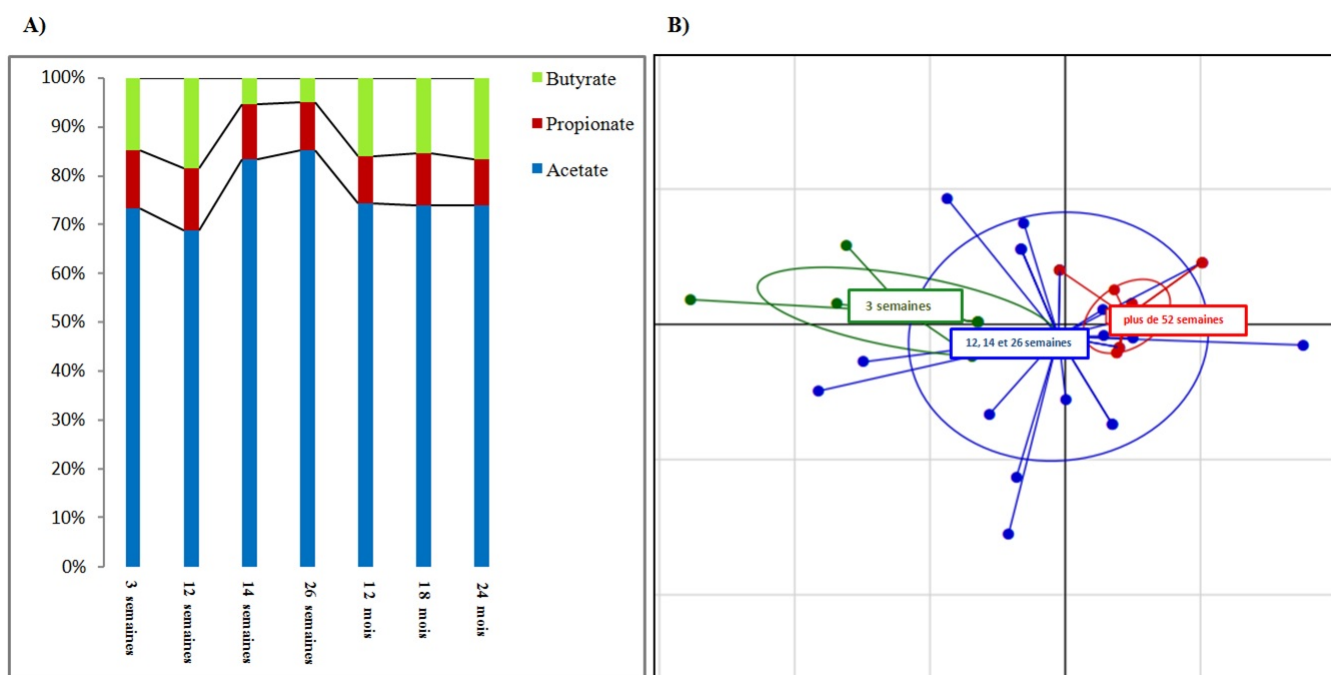 A)
B)
100%
90%
80%
70%
60%
50%
40%
30%
20%
10%
0%
Butyrate
Propionate
Acetate
3 semaines
12 semaines
14 semaines
26 semaines
12 mois
18 mois
24 mois
3 semaines
12, 14 et 26 semaines
plus de 52 semaines